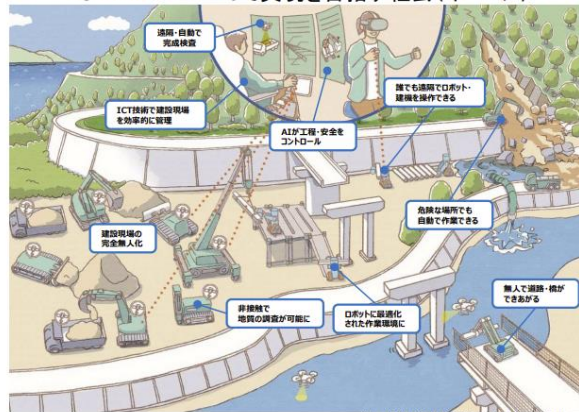 遠隔・自動で
完成検査
ICT技術で建設現場
を効率的に管理
AIが工程・安全を
コントロール
誰でも遠隔でロボット・
建機を操作できる
危険な場所でも
自動で作業できる
建設現場の
完全無人化
非接触で
地質の調査が可能に
ロボットに最適化
された作業環境に
無人で道路・橋が
できあがる